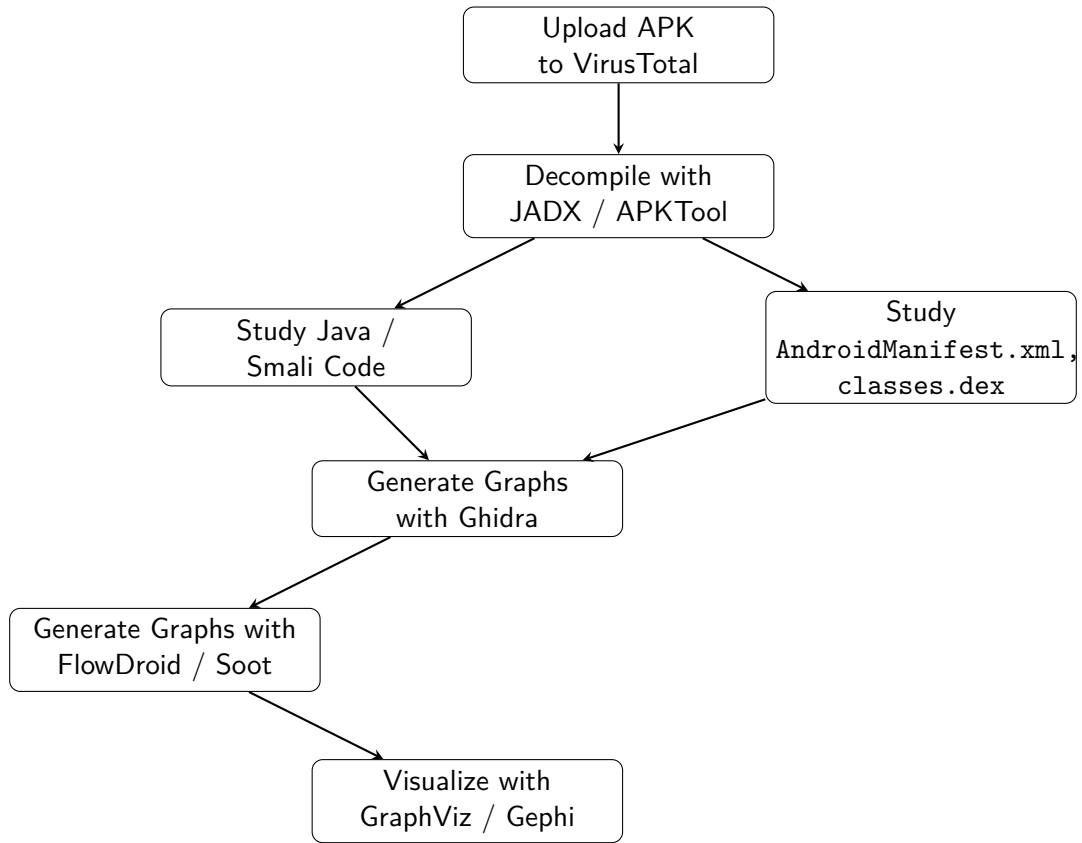 Upload APK
to VirusTotal
Decompile with
JADX / APKTool
Study Java /
Smali Code
Study
AndroidManifest.xml,
classes.dex
Generate Graphs
with Ghidra
Generate Graphs with
FlowDroid / Soot
Visualize with
GraphViz / Gephi